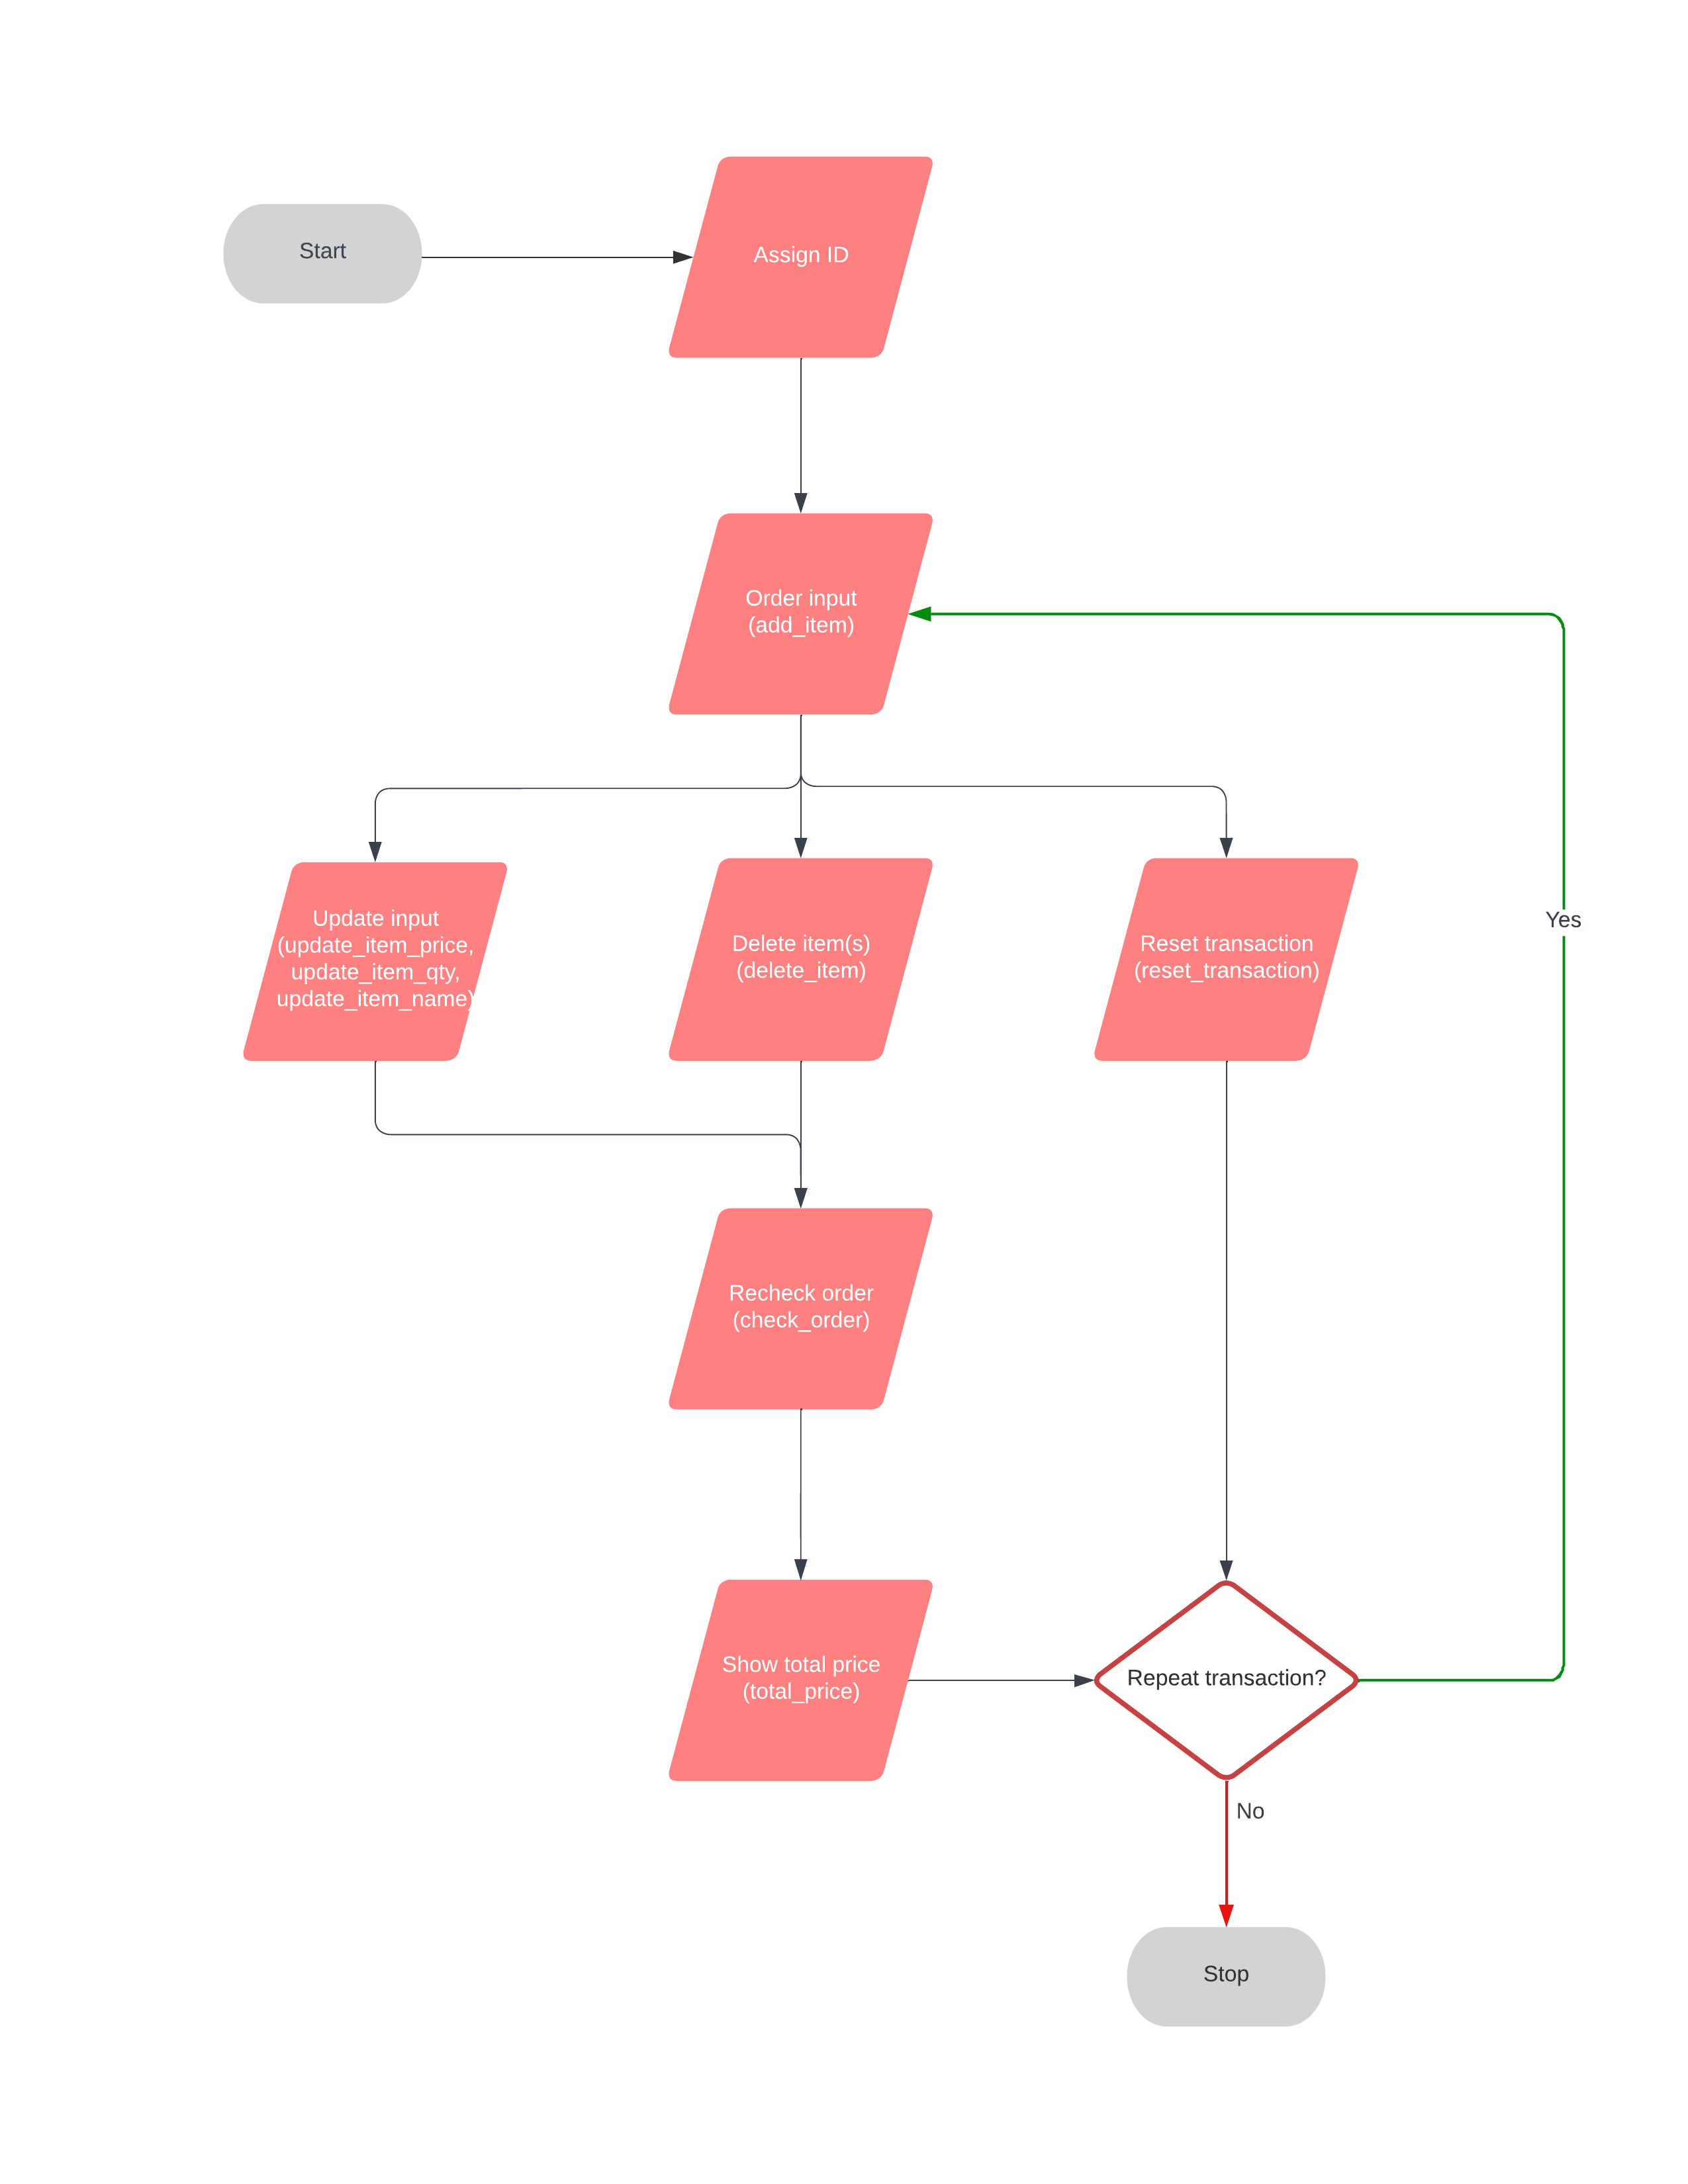 Start
Assign ID
Order input
(add_item)
Yes
Update input
(update_item_price,
update_item_qty,
update_item_name)
Delete item(s)
(delete_item)
Reset transaction
(reset_transaction)
Recheck order
(check_order)
Show total price
(total_price)
Repeat transaction?
No
Stop